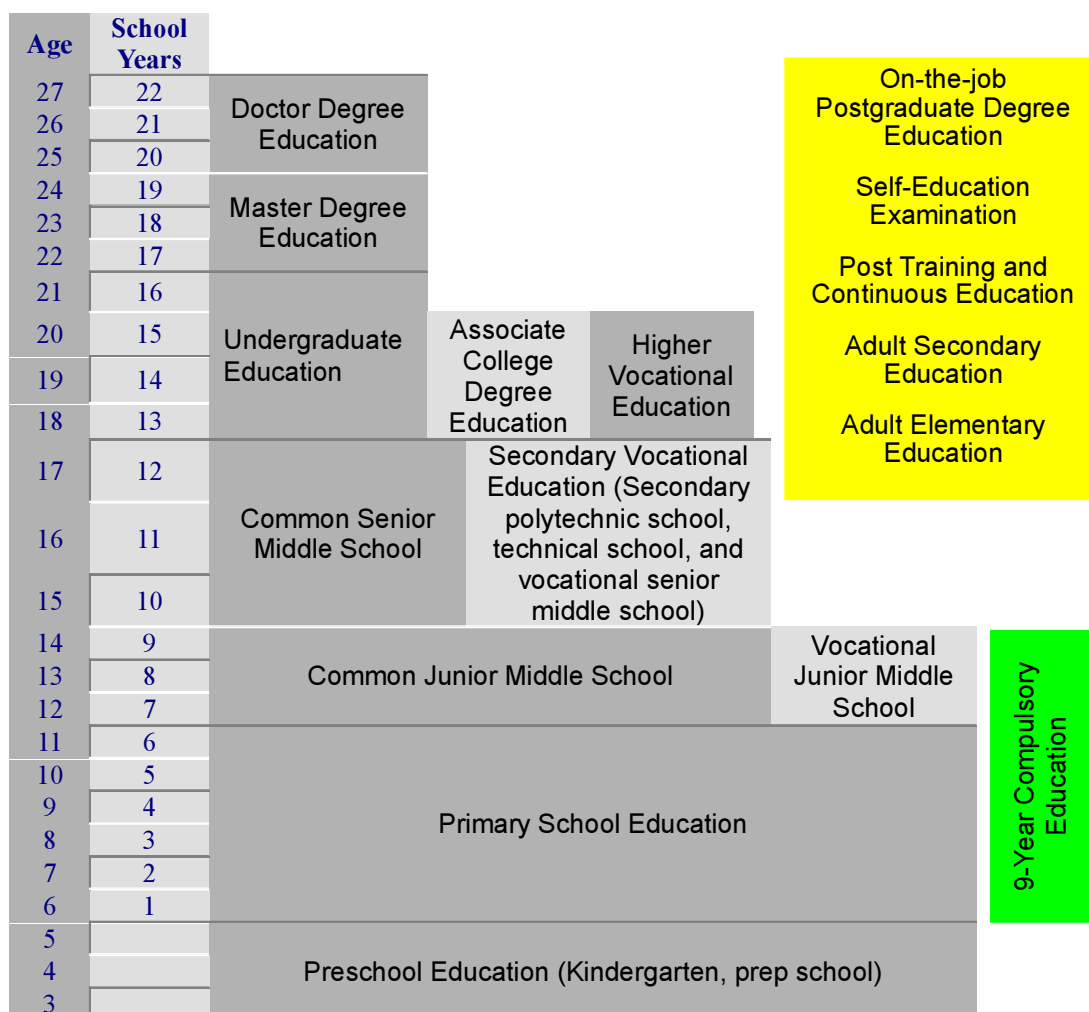 Age
School
Years
27
22
26
21
25
20
24
19
23
18
22
17
21
16
20
15
19
14
18
13
17
12
16
11
15
10
14
9
13
8
12
7
11
6
10
5
9
4
8
3
7
2
6
1
5
4
3
Doctor Degree
Education
Master Degree
Education
Undergraduate
Education
Associate
College
Degree
Education
Higher
Vocational
Education
Common Senior
Middle School
Secondary Vocational
Education (Secondary
polytechnic school,
technical school, and
vocational senior
middle school)
Common Junior Middle School
Vocational
Junior Middle
School
Primary School Education
Preschool Education (Kindergarten, prep school)
On-the-job
Postgraduate Degree
Education
Self-Education
Examination
Post Training and
Continuous Education
Adult Secondary
Education
Adult Elementary
Education
9-Year Compulsory
Education